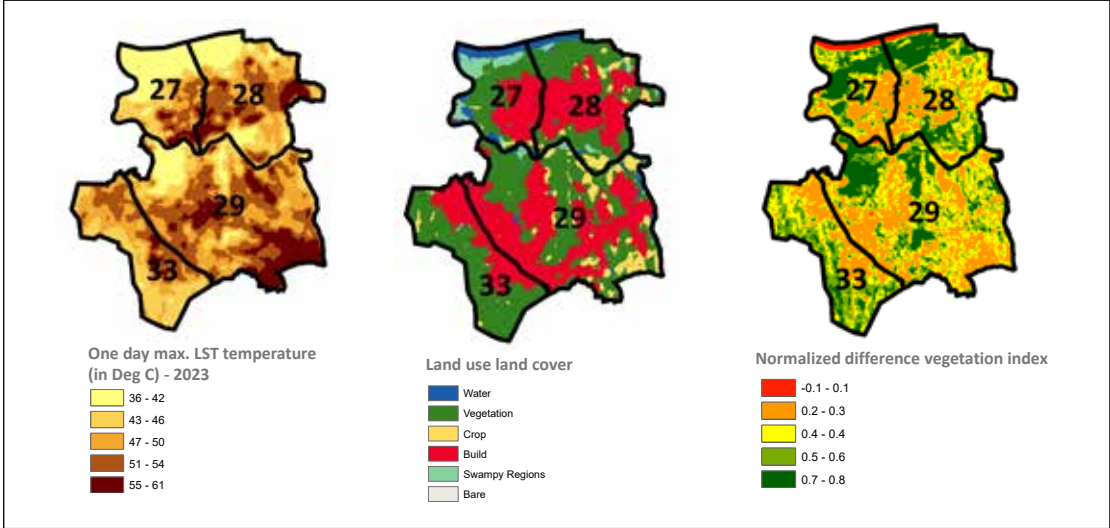 27
28
29
33
27
28
29
33
27
28
29
33
One day max. LST temperature
(in Deg C) - 2023
36 - 42
43 - 46
47 - 50
51 - 54
55 - 61
Land use land cover
Water
Vegetation
Crop
Build
Swampy Regions
Bare
Normalized difference vegetation index
-0.1 - 0.1
0.2 - 0.3
0.4 - 0.4
0.5 - 0.6
0.7 - 0.8